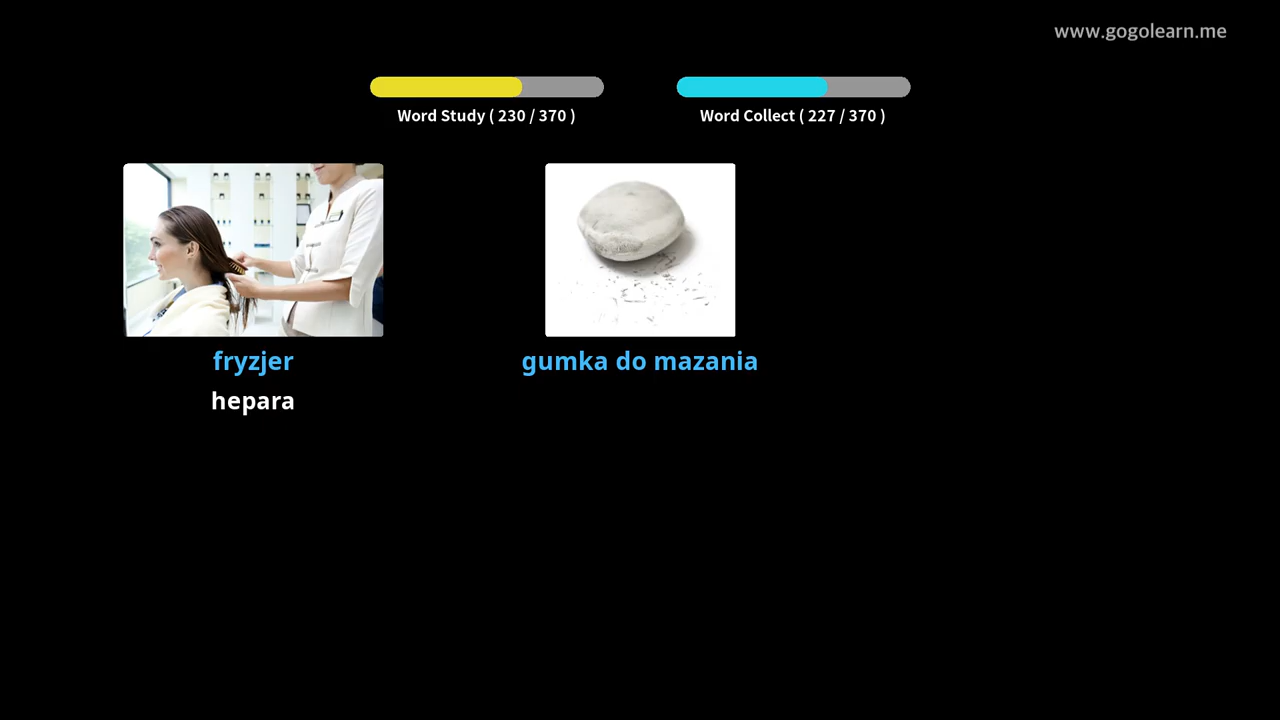 www.gogolearn.me
Word Study ( 230 / 370 )
Word Collect ( 227 / 370 )
fryzjer
gumka do mazania
hepara